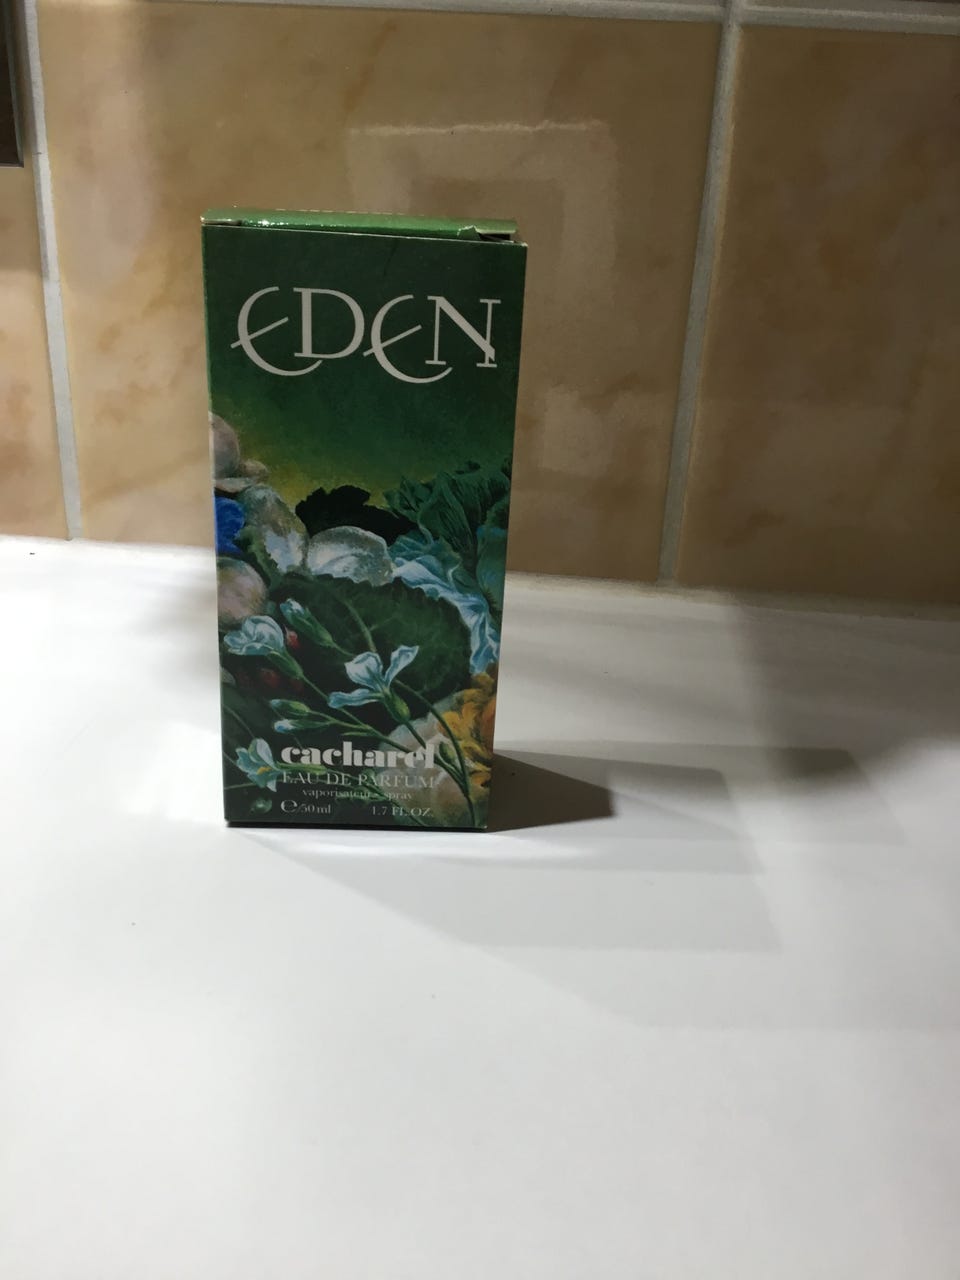 EDEN
cacharel
EAU DE PARFUM
vaporisateur - spray
℮ 50 ml 1.7 FL.OZ.